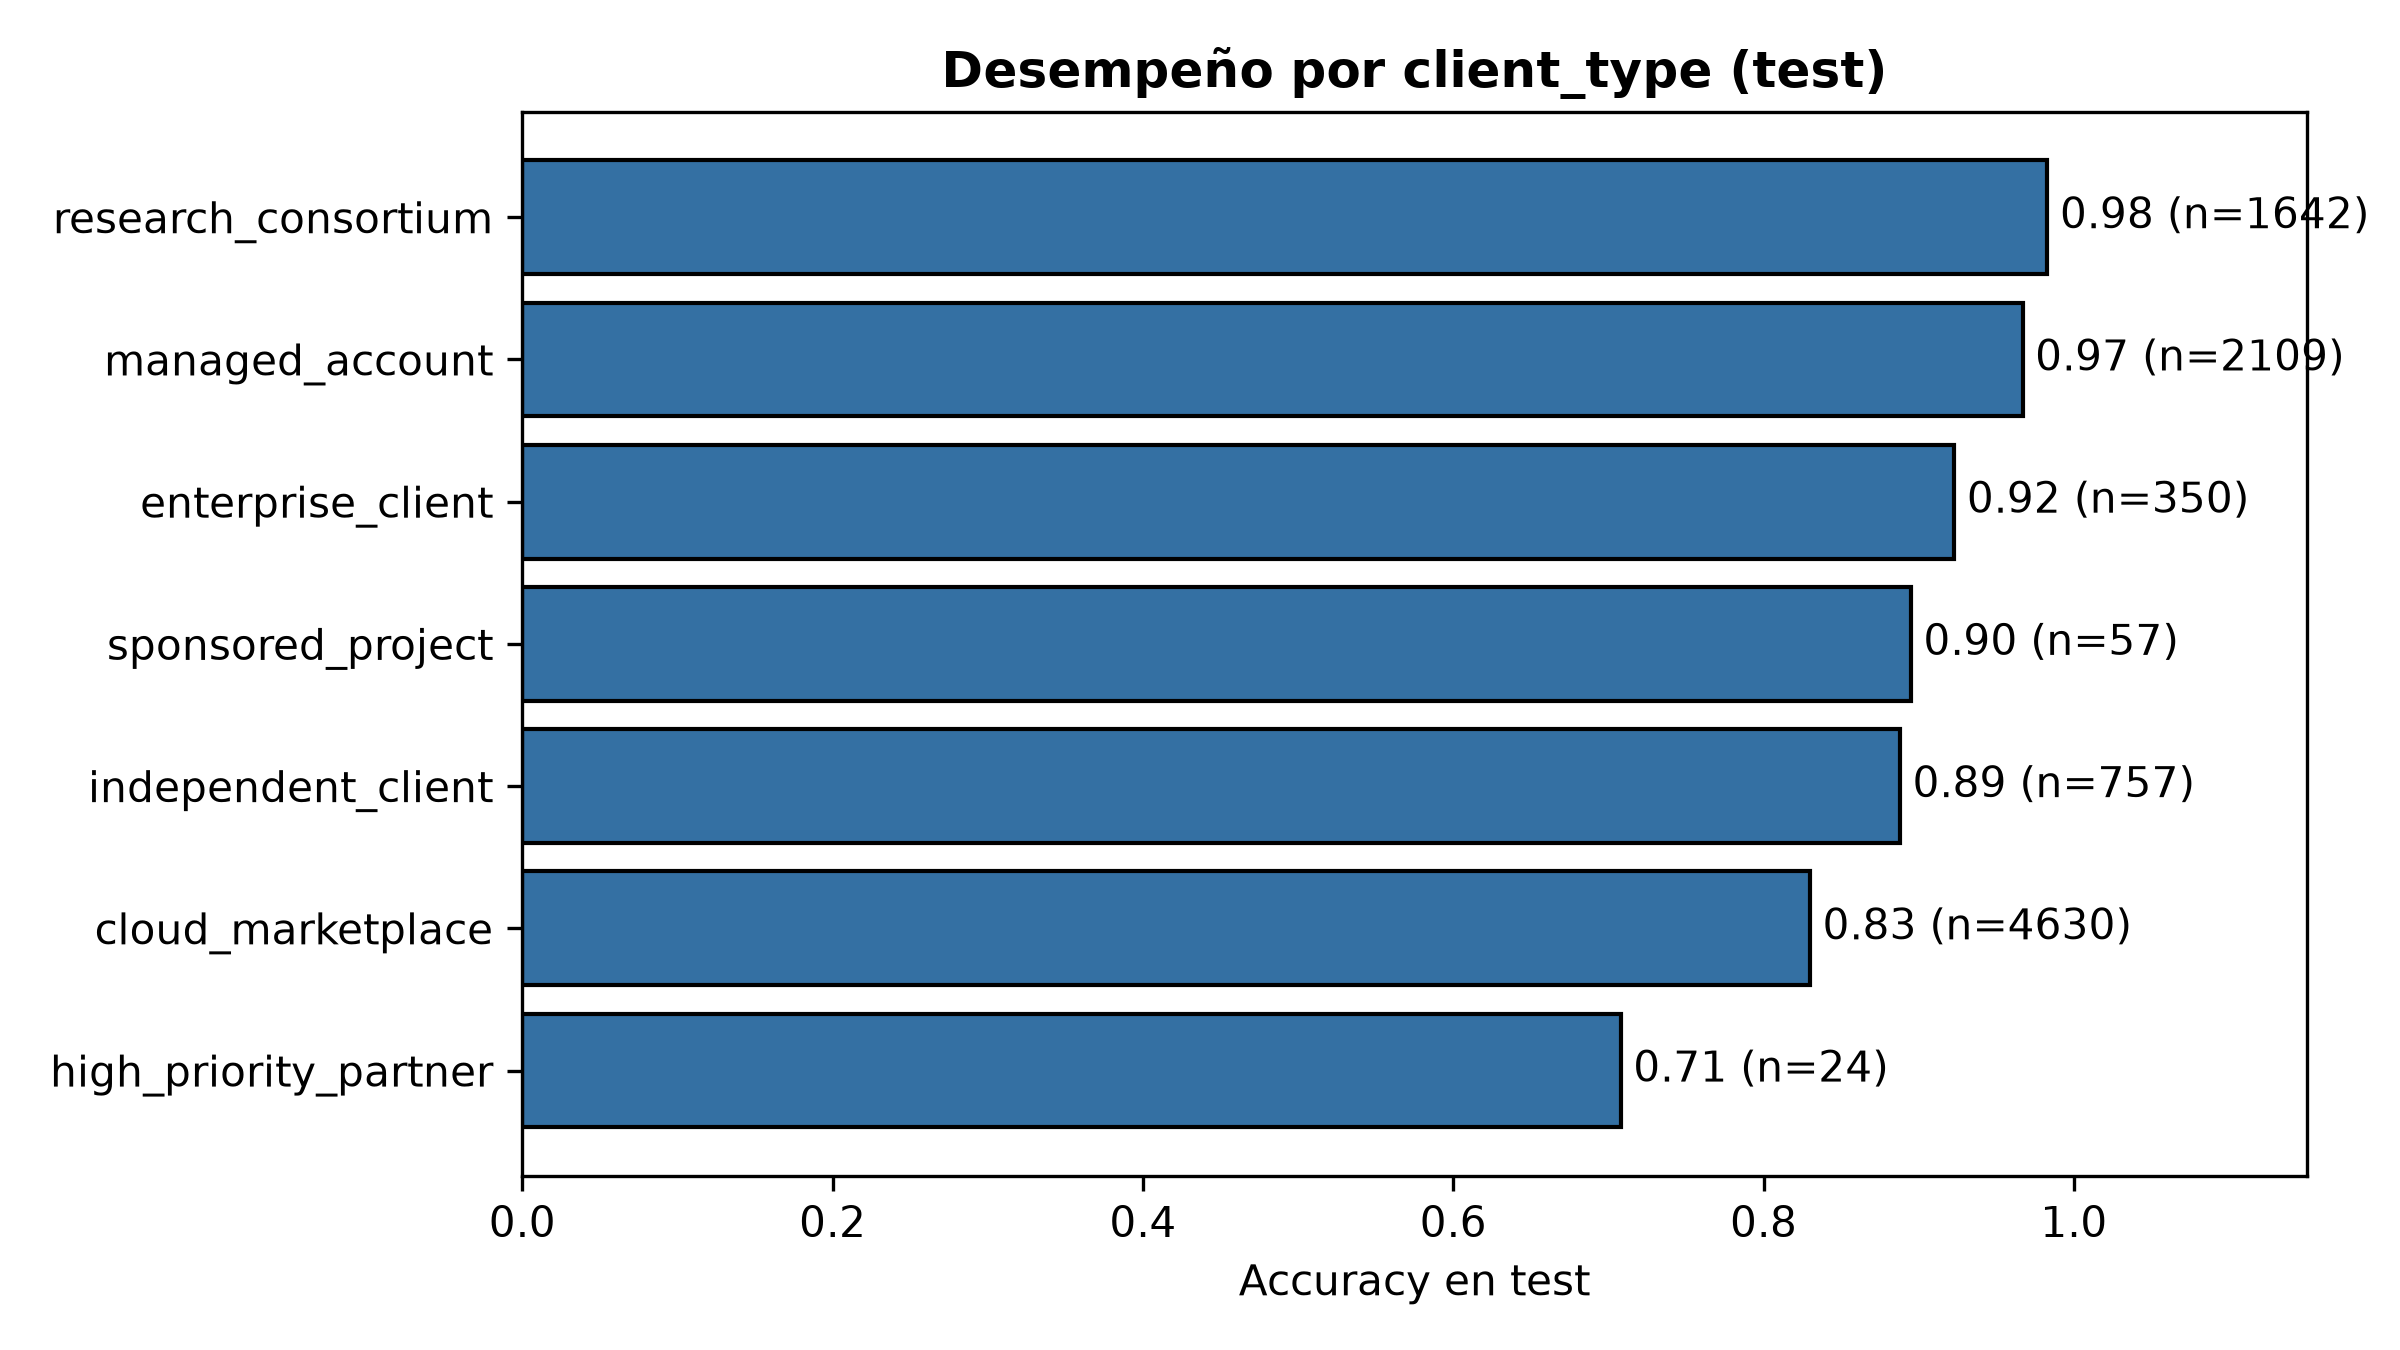 Desempeño por client_type (test)
research_consortium
0.98 (n=1642)
managed_account
0.97 (n=2109)
enterprise_client
0.92 (n=350)
sponsored_project
0.90 (n=57)
independent_client
0.89 (n=757)
cloud_marketplace
0.83 (n=4630)
high_priority_partner
0.71 (n=24)
0.0 0.2 0.4 0.6 0.8 1.0
Accuracy en test